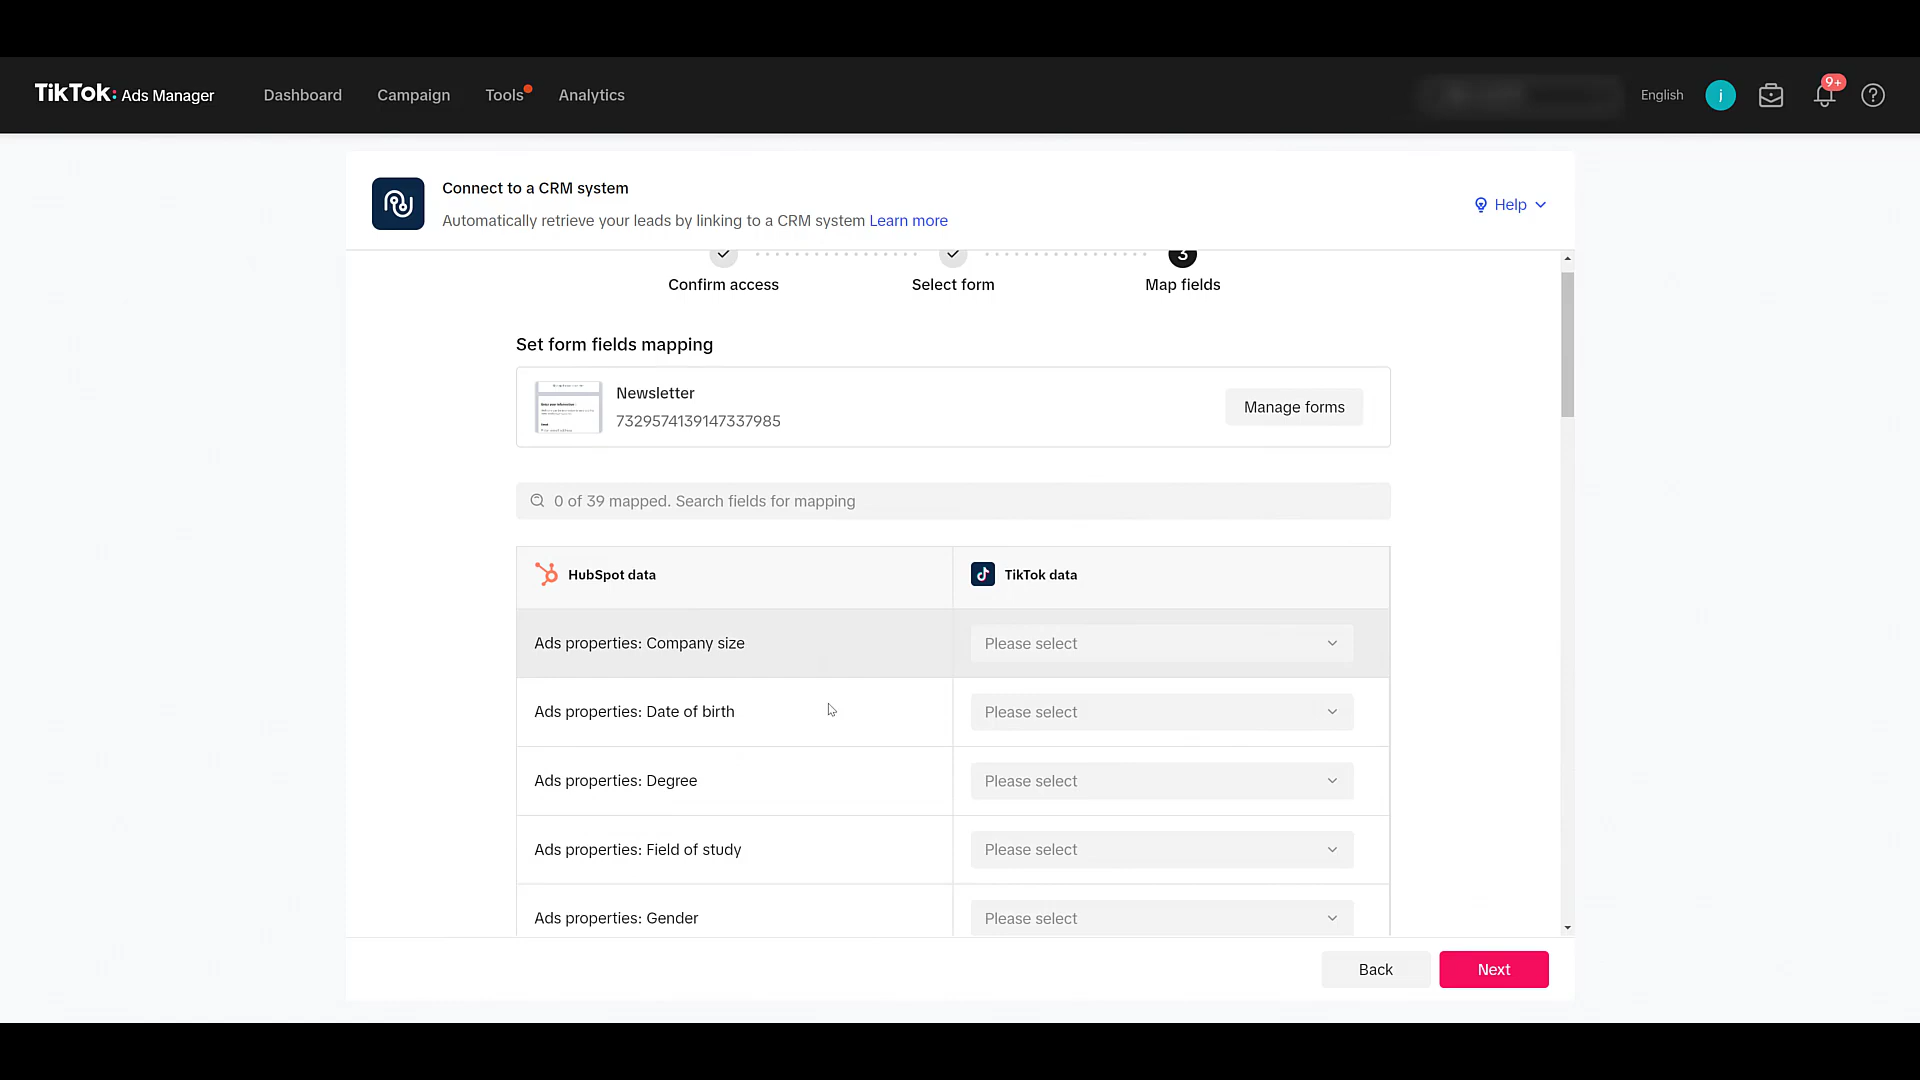 TikTok: Ads Manager
Dashboard
Campaign
Tools
Analytics
English
j
9+
Connect to a CRM system
Automatically retrieve your leads by linking to a CRM system Learn more
Help
3
Confirm access
Select form
Map fields
Set form fields mapping
Newsletter
7329574139147337985
Manage forms
0 of 39 mapped. Search fields for mapping
HubSpot data
TikTok data
Ads properties: Company size
Please select
Ads properties: Date of birth
Please select
Ads properties: Degree
Please select
Ads properties: Field of study
Please select
Ads properties: Gender
Please select
Back
Next